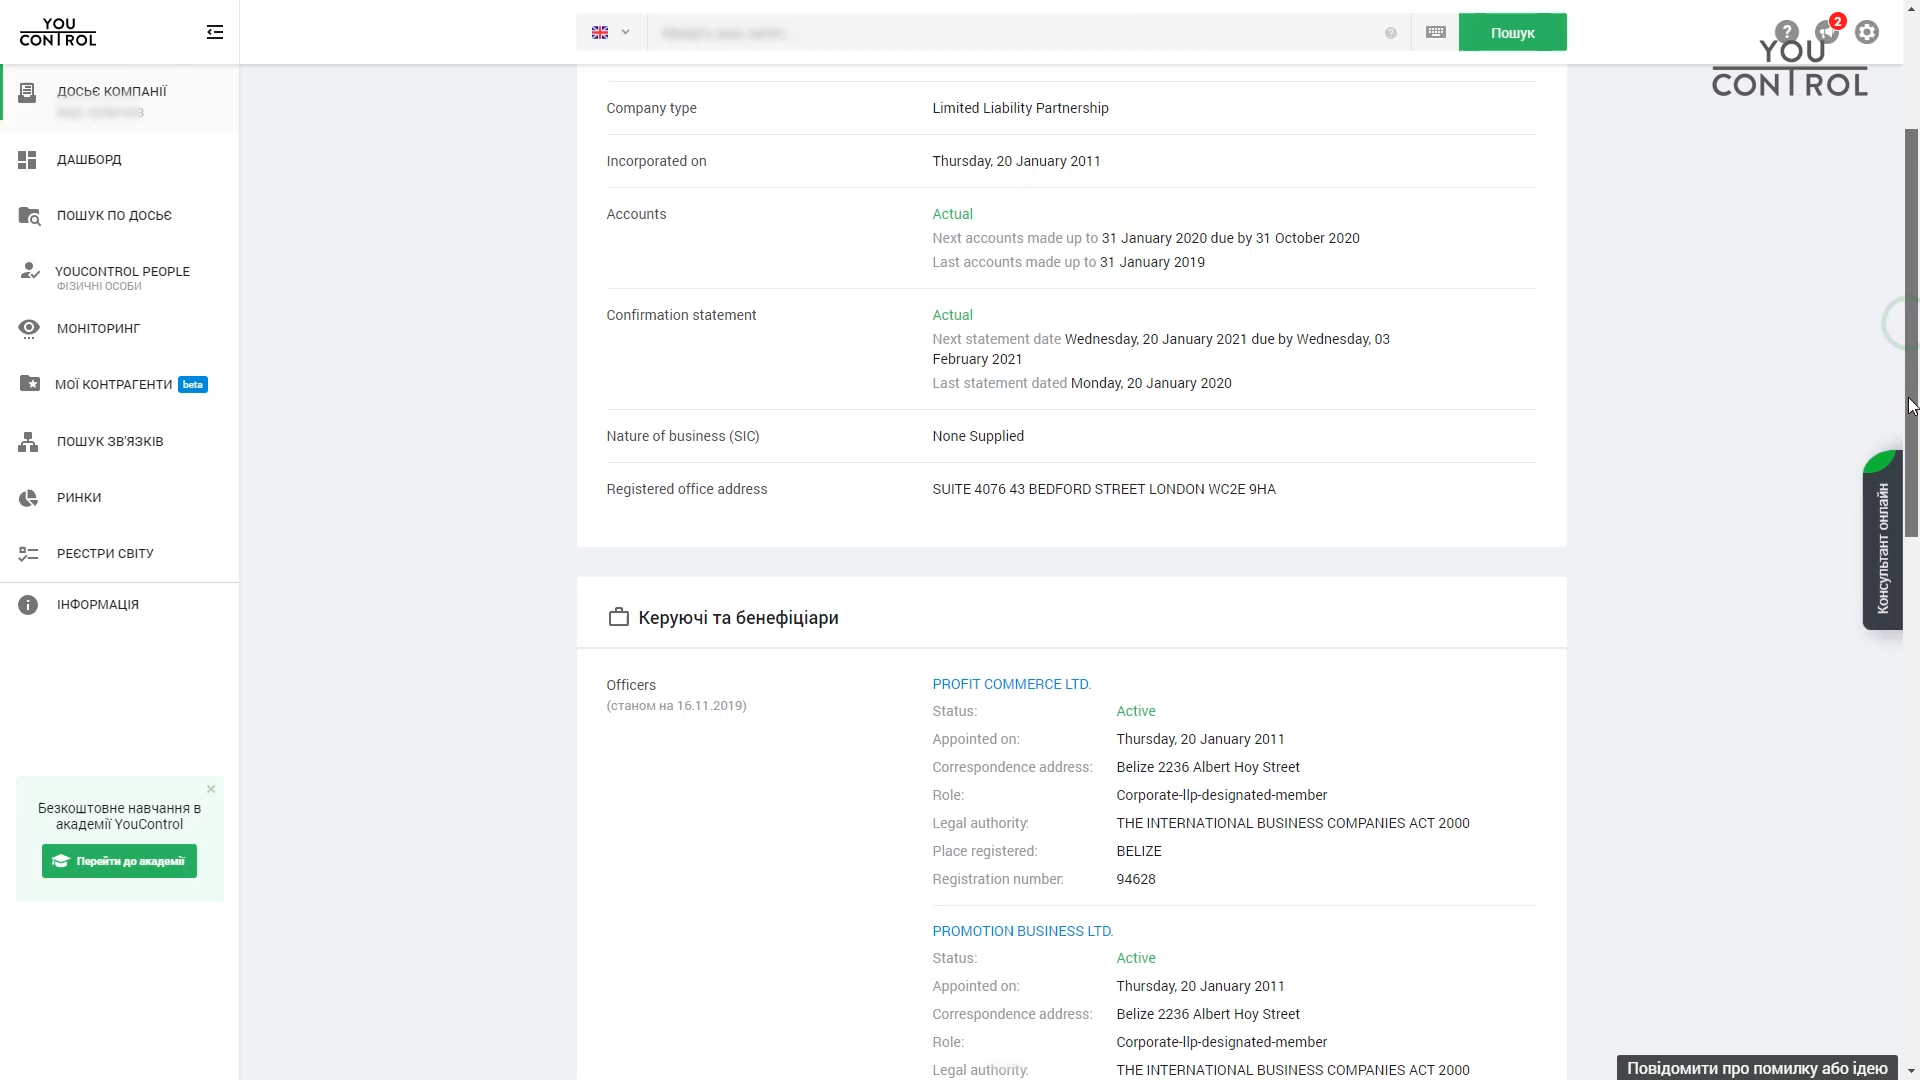 YOU
CONTROL
Пошук
2
YOU
CONTROL
ДОСЬЄ КОМПАНІЇ
ДАШБОРД
ПОШУК ПО ДОСЬЄ
YOUCONTROL PEOPLE
ФІЗИЧНІ ОСОБИ
МОНІТОРИНГ
МОЇ КОНТРАГЕНТИ beta
ПОШУК ЗВ'ЯЗКІВ
РИНКИ
РЕЄСТРИ СВІТУ
ІНФОРМАЦІЯ
Безкоштовне навчання в
академії YouControl
Перейти до академії
Company type Limited Liability Partnership
Incorporated on Thursday, 20 January 2011
Accounts Actual
Next accounts made up to 31 January 2020 due by 31 October 2020
Last accounts made up to 31 January 2019
Confirmation statement Actual
Next statement date Wednesday, 20 January 2021 due by Wednesday, 03
February 2021
Last statement dated Monday, 20 January 2020
Nature of business (SIC) None Supplied
Registered office address SUITE 4076 43 BEDFORD STREET LONDON WC2E 9HA
Керуючі та бенефіціари
Officers PROFIT COMMERCE LTD.
(станом на 16.11.2019)
Status: Active
Appointed on: Thursday, 20 January 2011
Correspondence address: Belize 2236 Albert Hoy Street
Role: Corporate-llp-designated-member
Legal authority: THE INTERNATIONAL BUSINESS COMPANIES ACT 2000
Place registered: BELIZE
Registration number: 94628
PROMOTION BUSINESS LTD.
Status: Active
Appointed on: Thursday, 20 January 2011
Correspondence address: Belize 2236 Albert Hoy Street
Role: Corporate-llp-designated-member
Legal authority: THE INTERNATIONAL BUSINESS COMPANIES ACT 2000
Консультант онлайн
Повідомити про помилку або ідею